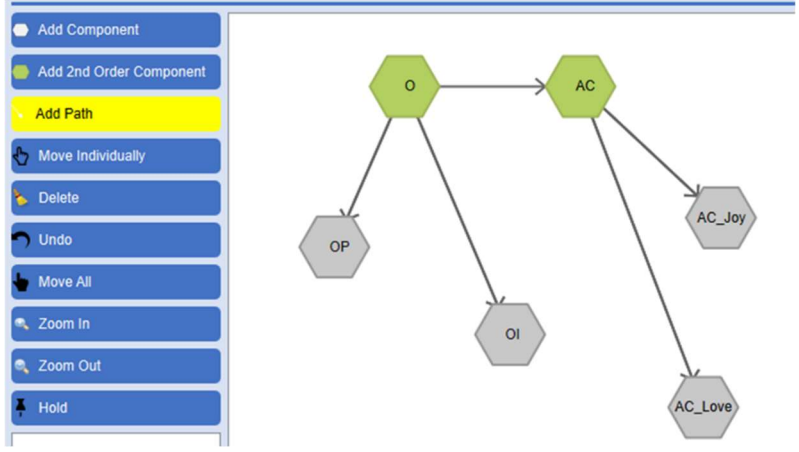 Add Component
Add 2nd Order Component
Add Path
Move Individually
Delete
Undo
Move All
Zoom In
Zoom Out
Hold
O
AC
OP
AC_Joy
OI
AC_Love